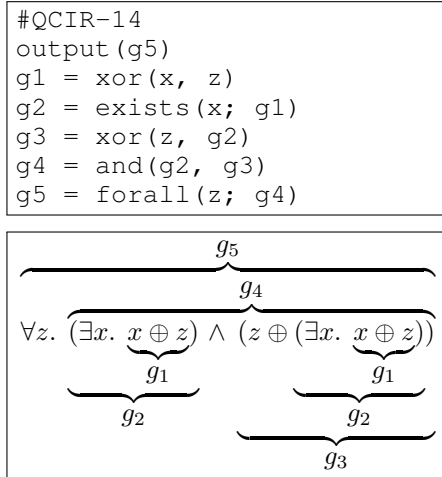 #QCIR-14
output(g5)
g1 = xor(x, z)
g2 = exists(x; g1)
g3 = xor(z, g2)
g4 = and(g2, g3)
g5 = forall(z; g4)
g₅
g₄
∀z. (∃x. x ⊕ z) ∧ (z ⊕ (∃x. x ⊕ z))
g₁ g₁
g₂ g₂
g₃